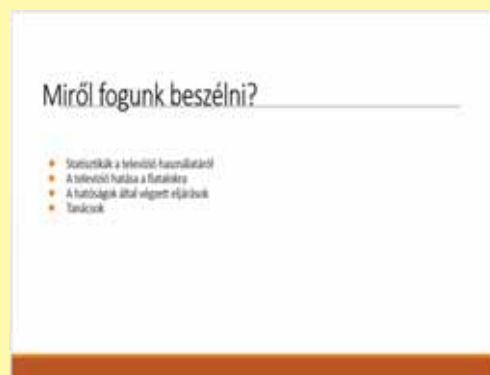 Miről fogunk beszélni?
Statisztikák a televízió használatáról
A televízió hatása a fiatalokra
A hatóságok által végzett eljárások
Tanácsok